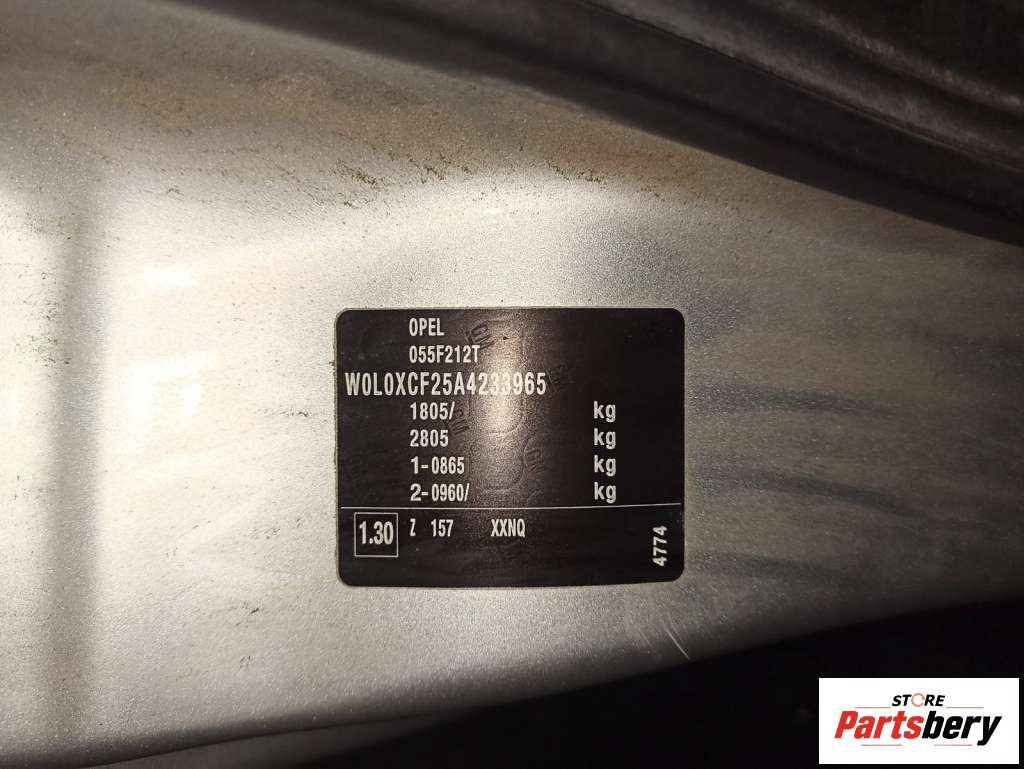 OPEL
055F212T
W0L0XCF25A4233965
1805/ kg
2805 kg
1-0865 kg
2-0960/ kg
1.30 Z 157 XXNQ
4774
STORE
Partsbery